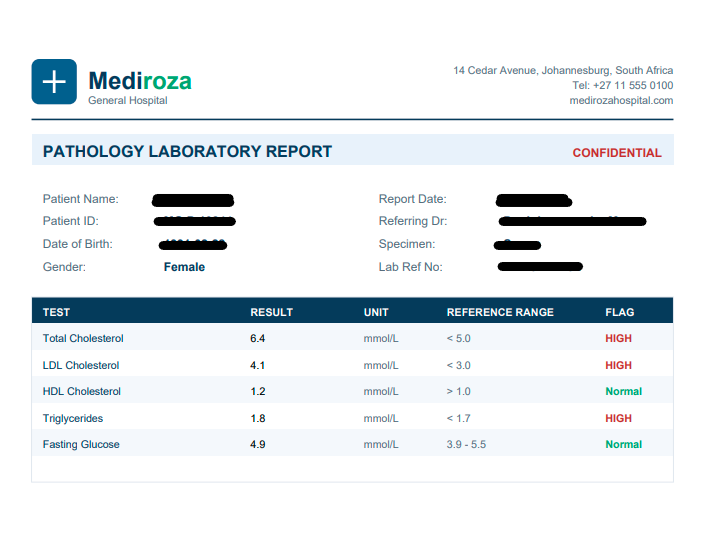 Mediroza
General Hospital
14 Cedar Avenue, Johannesburg, South Africa
Tel: +27 11 555 0100
medirozahospital.com
PATHOLOGY LABORATORY REPORT CONFIDENTIAL
Patient Name: Report Date:
Patient ID: Referring Dr:
Date of Birth: Specimen:
Gender: Female Lab Ref No:
TEST RESULT UNIT REFERENCE RANGE FLAG
Total Cholesterol 6.4 mmol/L < 5.0 HIGH
LDL Cholesterol 4.1 mmol/L < 3.0 HIGH
HDL Cholesterol 1.2 mmol/L > 1.0 Normal
Triglycerides 1.8 mmol/L < 1.7 HIGH
Fasting Glucose 4.9 mmol/L 3.9 - 5.5 Normal